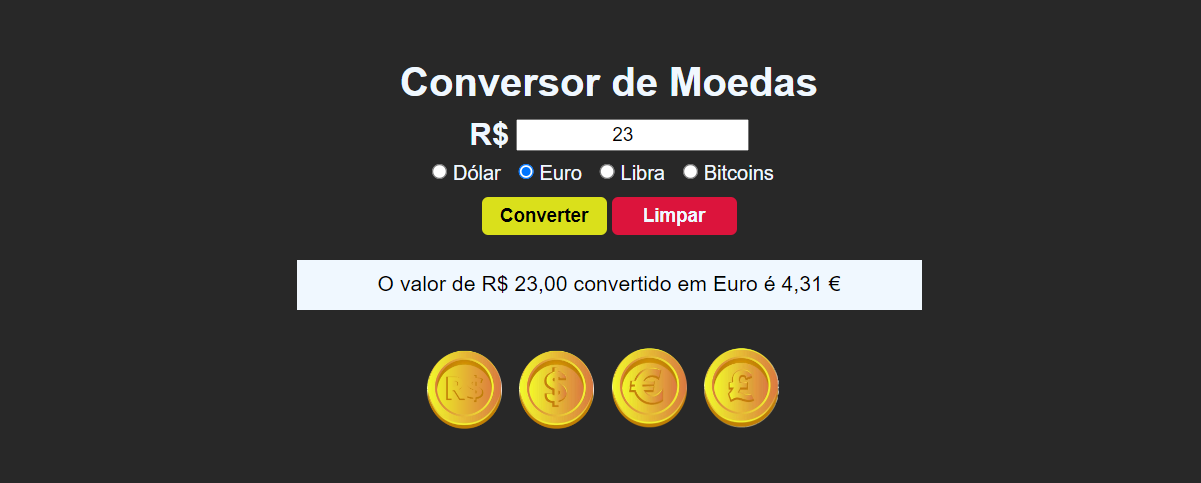 Conversor de Moedas
R$ 23
Dólar Euro Libra Bitcoins
Converter Limpar
O valor de R$ 23,00 convertido em Euro é 4,31 €
R$ $ € £